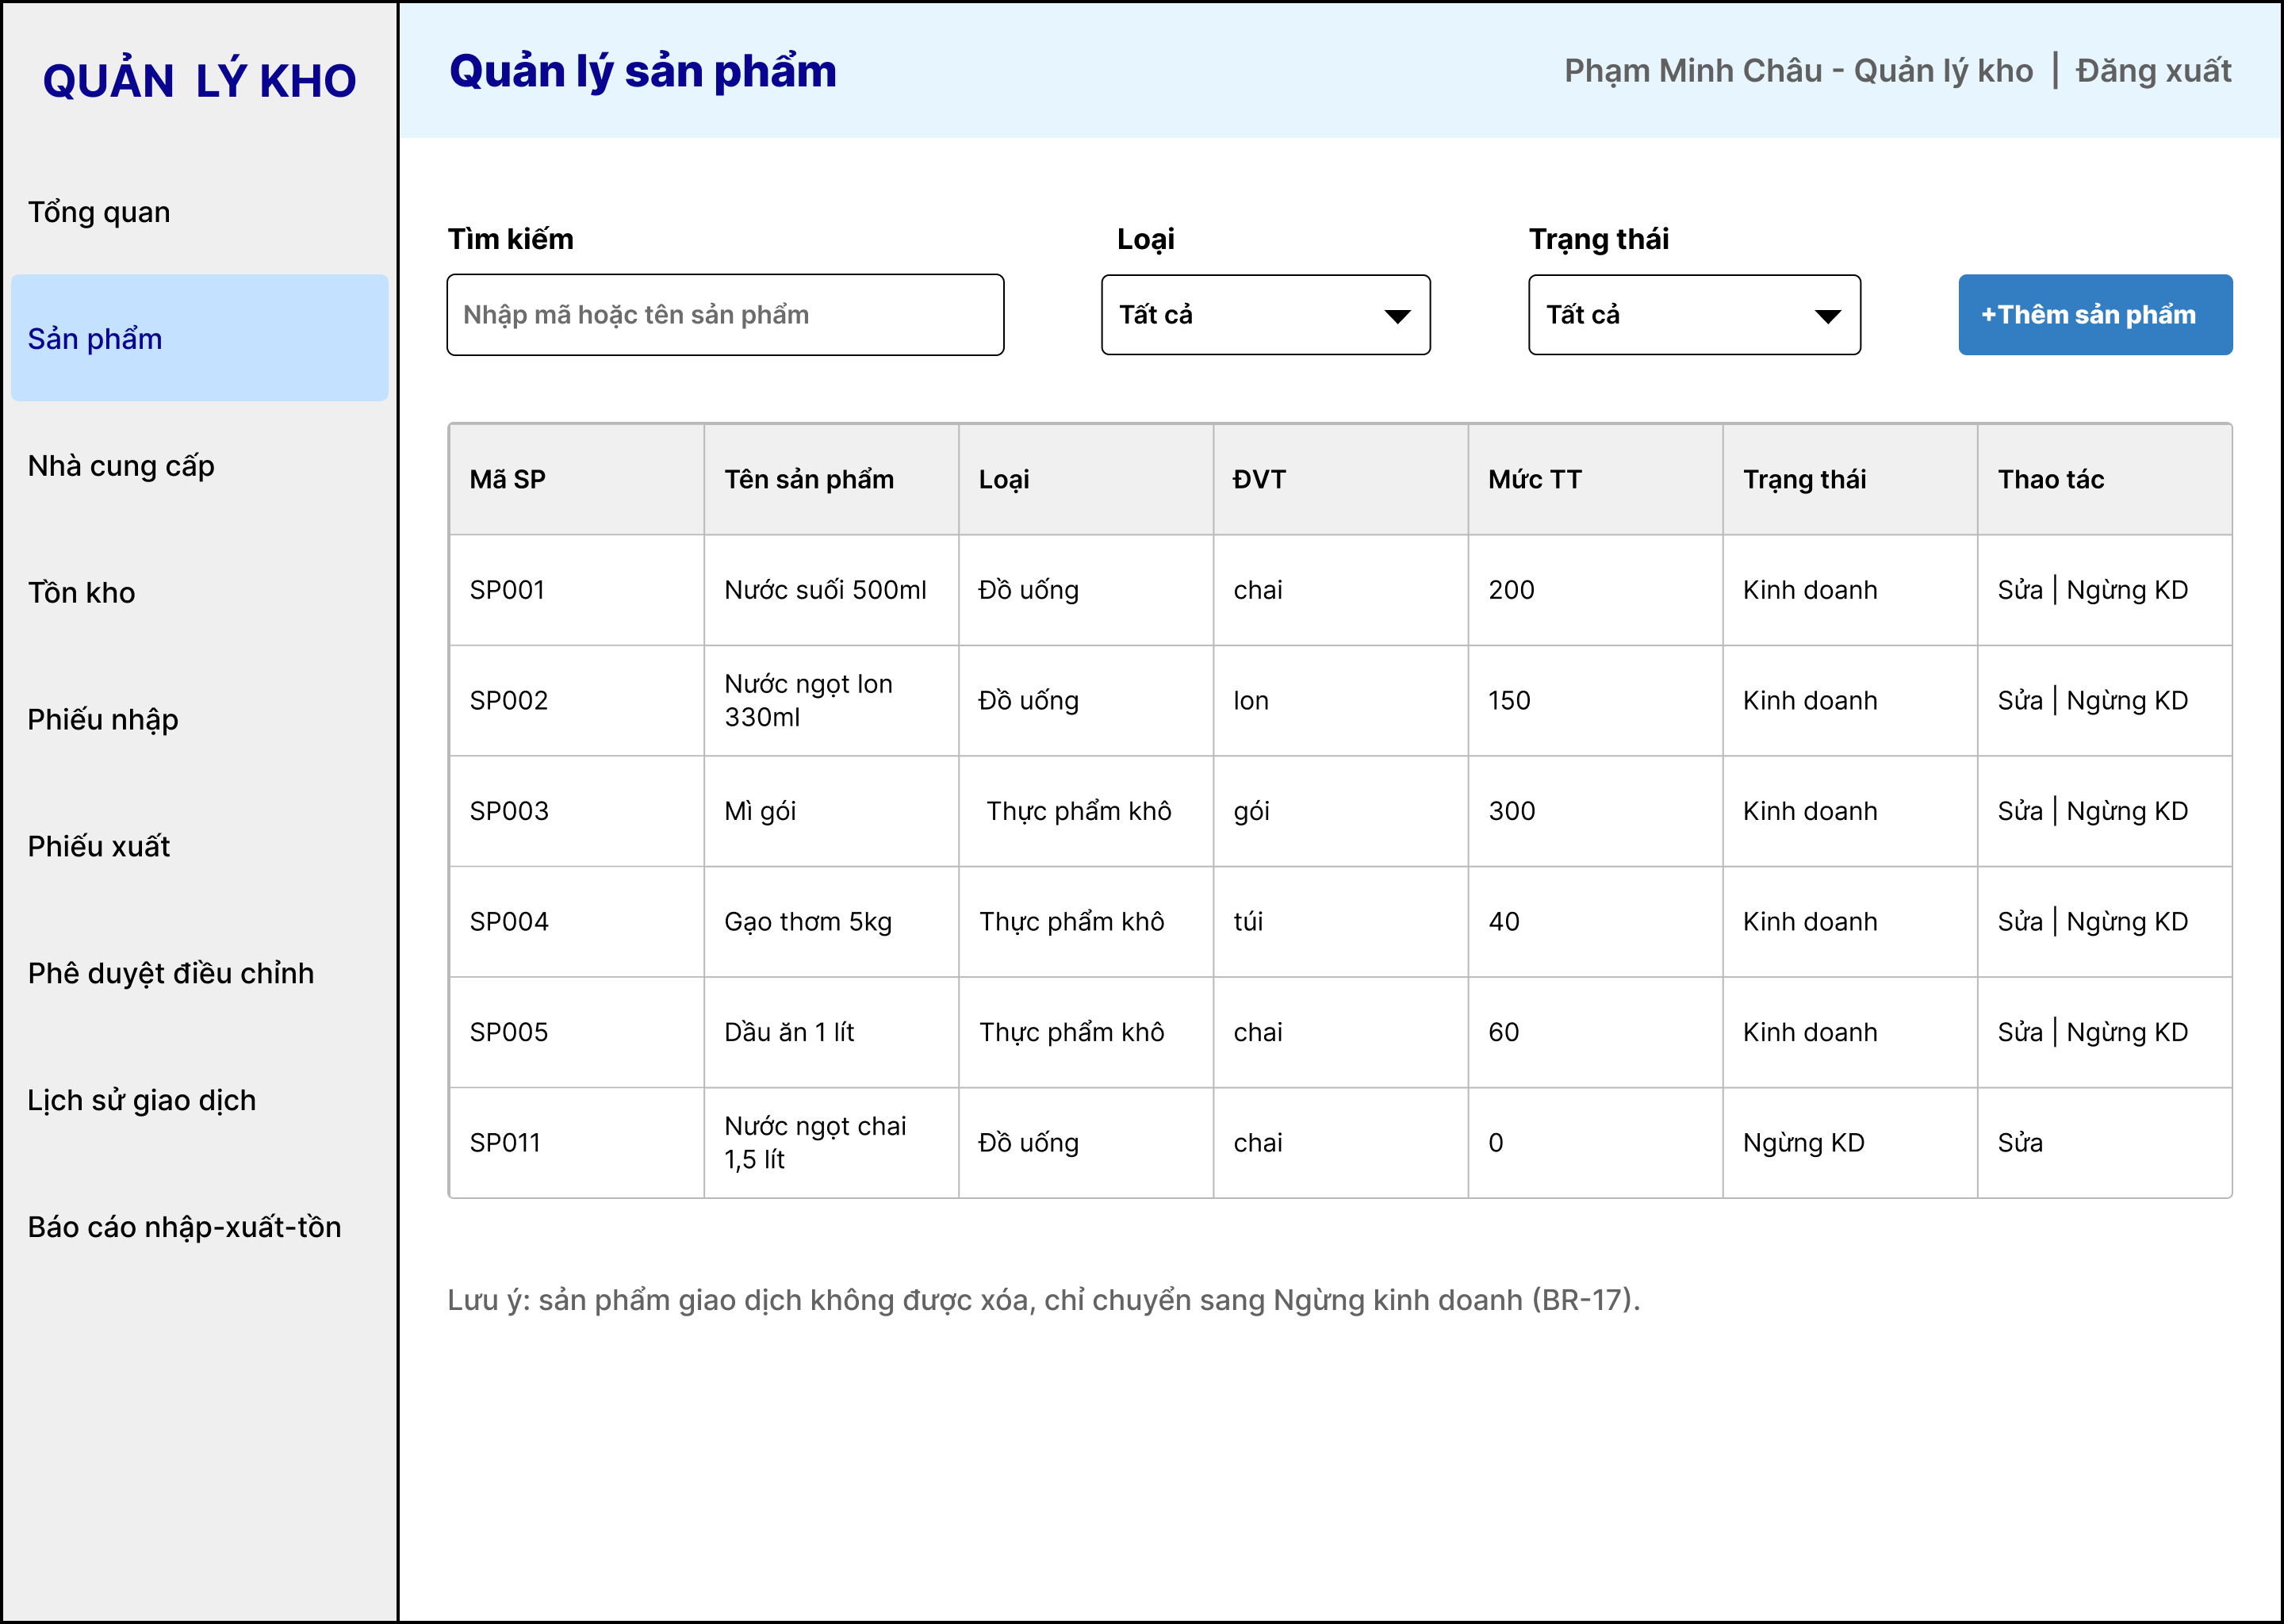 QUẢN LÝ KHO
Tổng quan
Sản phẩm
Nhà cung cấp
Tồn kho
Phiếu nhập
Phiếu xuất
Phê duyệt điều chỉnh
Lịch sử giao dịch
Báo cáo nhập-xuất-tồn
Quản lý sản phẩm
Phạm Minh Châu - Quản lý kho | Đăng xuất
Tìm kiếm
Nhập mã hoặc tên sản phẩm
Loại
Tất cả
Trạng thái
Tất cả
+Thêm sản phẩm
Mã SP Tên sản phẩm Loại ĐVT Mức TT Trạng thái Thao tác
SP001 Nước suối 500ml Đồ uống chai 200 Kinh doanh Sửa | Ngừng KD
SP002 Nước ngọt lon 330ml Đồ uống lon 150 Kinh doanh Sửa | Ngừng KD
SP003 Mì gói Thực phẩm khô gói 300 Kinh doanh Sửa | Ngừng KD
SP004 Gạo thơm 5kg Thực phẩm khô túi 40 Kinh doanh Sửa | Ngừng KD
SP005 Dầu ăn 1 lít Thực phẩm khô chai 60 Kinh doanh Sửa | Ngừng KD
SP011 Nước ngọt chai 1,5 lít Đồ uống chai 0 Ngừng KD Sửa
Lưu ý: sản phẩm giao dịch không được xóa, chỉ chuyển sang Ngừng kinh doanh (BR-17).